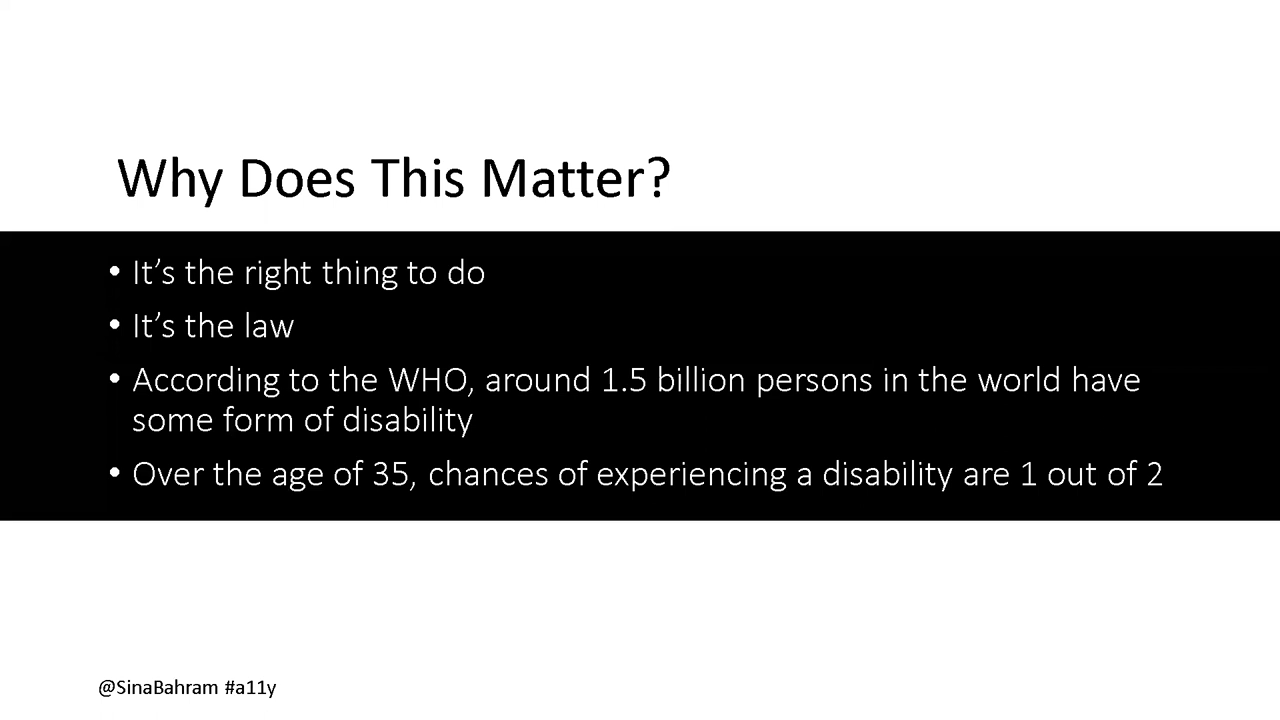 Why Does This Matter?
• It’s the right thing to do
• It’s the law
• According to the WHO, around 1.5 billion persons in the world have
some form of disability
• Over the age of 35, chances of experiencing a disability are 1 out of 2
@SinaBahram #a11y